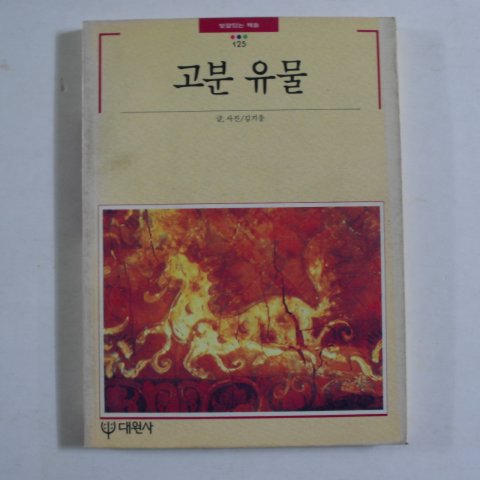 빛깔있는 책들
125
고분 유물
글, 사진/김기웅
대원사